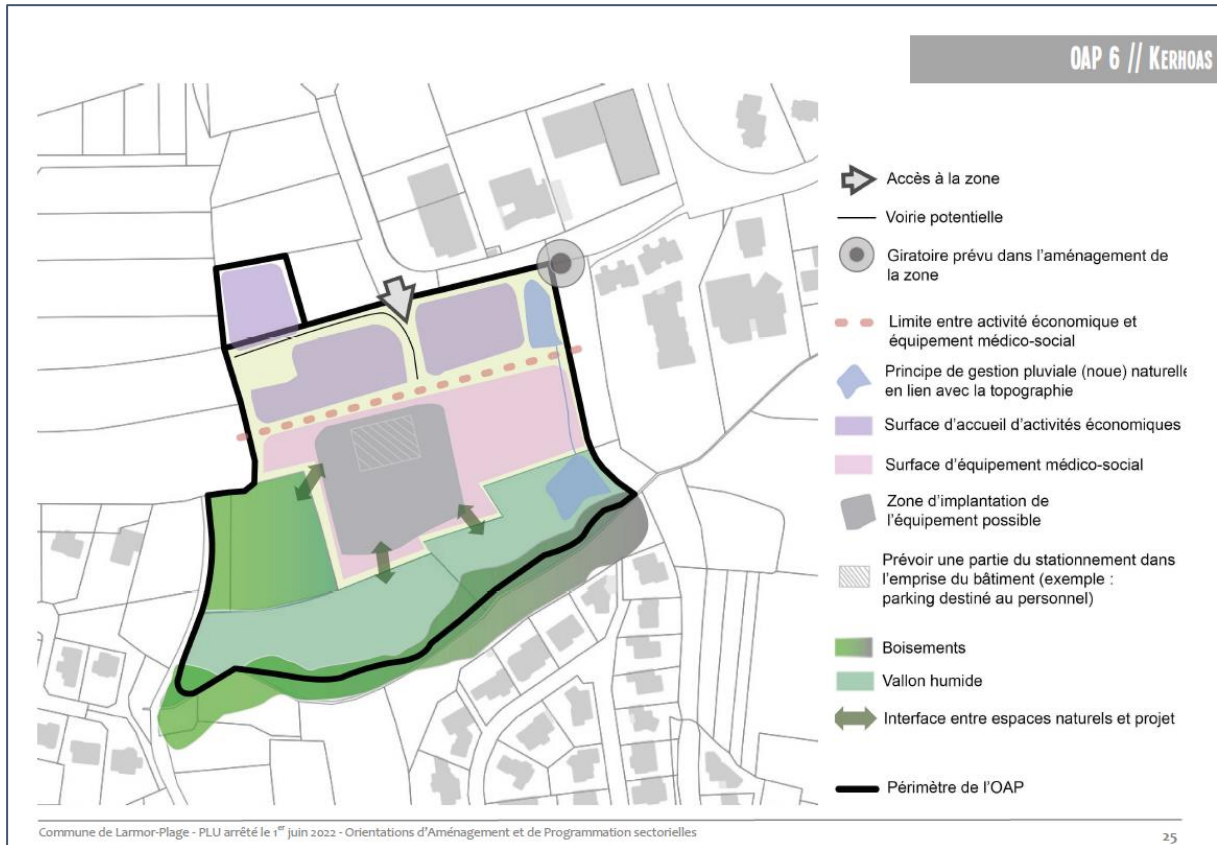 OAP 6 // KERHOAS
Accès à la zone
Voirie potentielle
Giratoire prévu dans l'aménagement de
la zone
Limite entre activité économique et
équipement médico-social
Principe de gestion pluviale (noue) naturelle
en lien avec la topographie
Surface d'accueil d'activités économiques
Surface d'équipement médico-social
Zone d'implantation de
l'équipement possible
Prévoir une partie du stationnement dans
l'emprise du bâtiment (exemple :
parking destiné au personnel)
Boisements
Vallon humide
Interface entre espaces naturels et projet
Périmètre de l'OAP
Commune de Larmor-Plage - PLU arrêté le 1er juin 2022 - Orientations d'Aménagement et de Programmation sectorielles
25